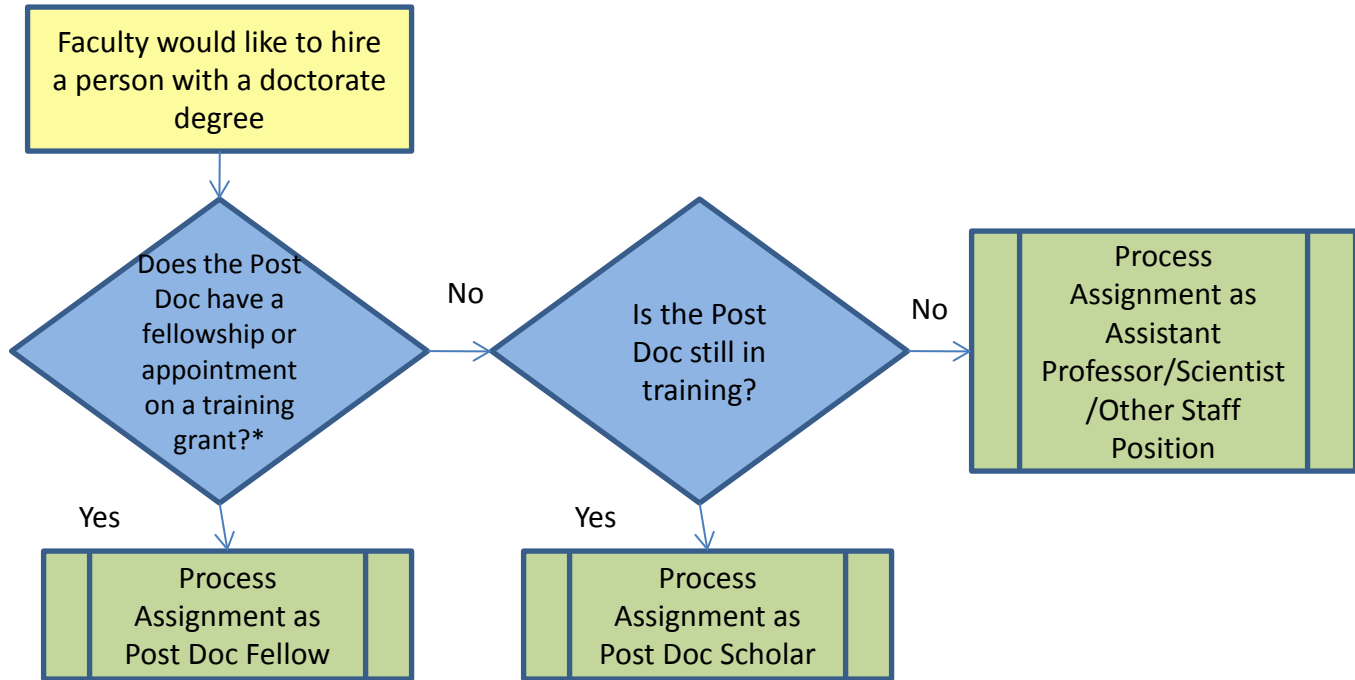 Faculty would like to hire
a person with a doctorate
degree
Does the Post
Doc have a
fellowship or
appointment
on a training
grant?*
No
Is the Post
Doc still in
training?
No
Process
Assignment as
Assistant
Professor/Scientist
/Other Staff
Position
Yes
Process
Assignment as
Post Doc Fellow
Yes
Process
Assignment as
Post Doc Scholar